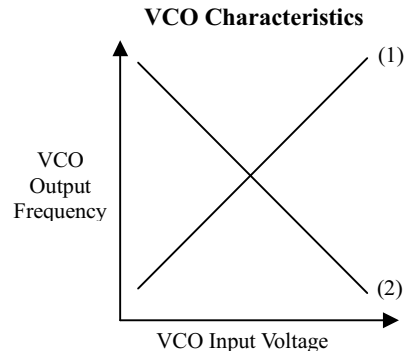 VCO Characteristics
(1)
VCO
Output
Frequency
(2)
VCO Input Voltage